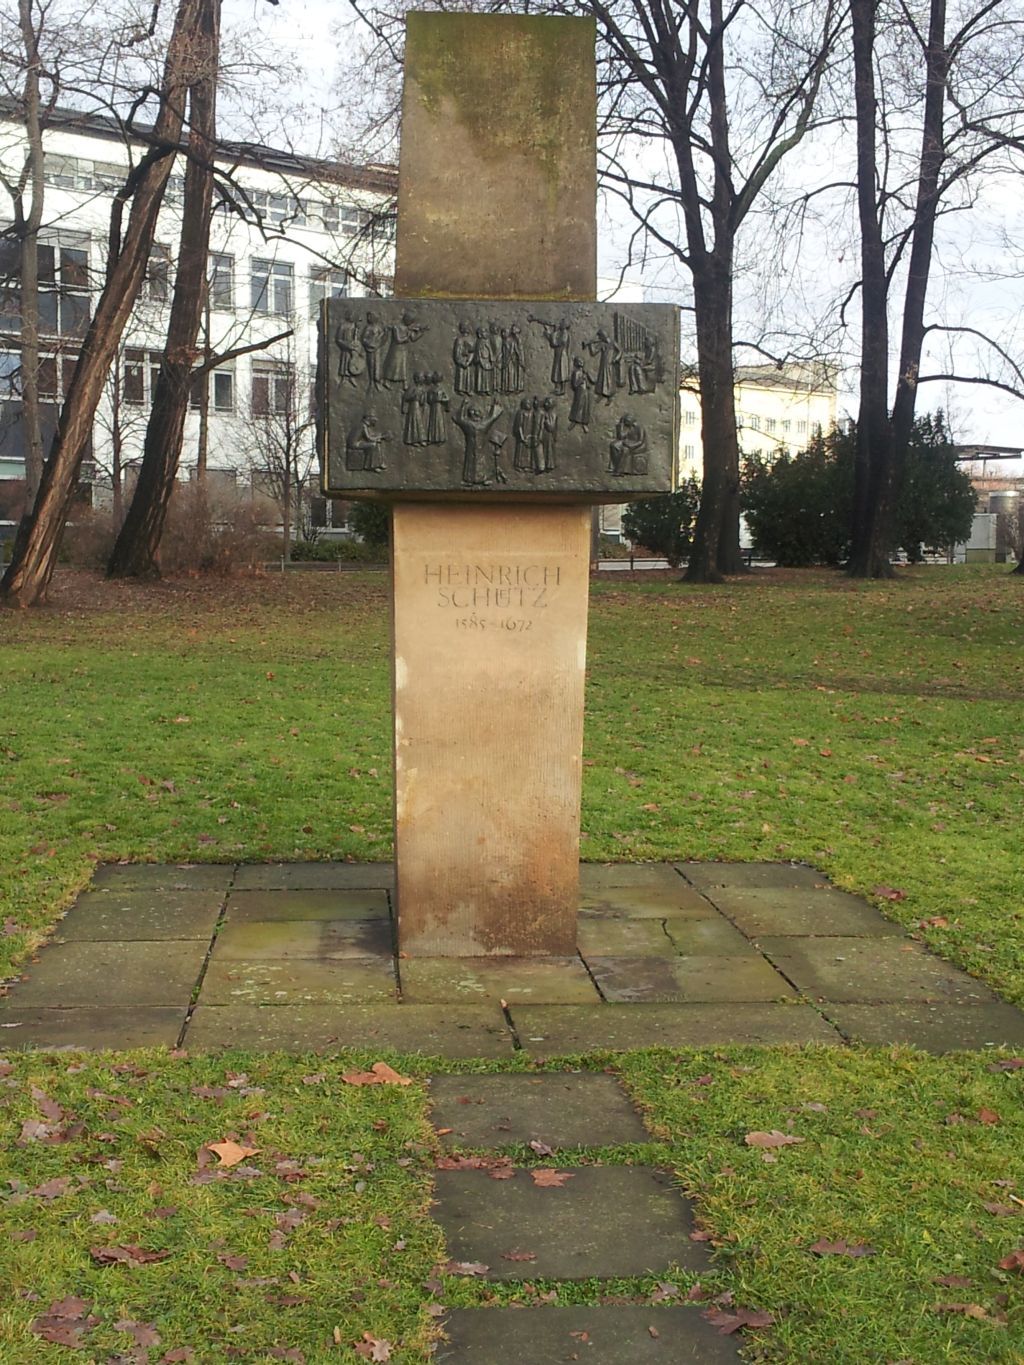 HEINRICH
SCHÜTZ
1585-1672